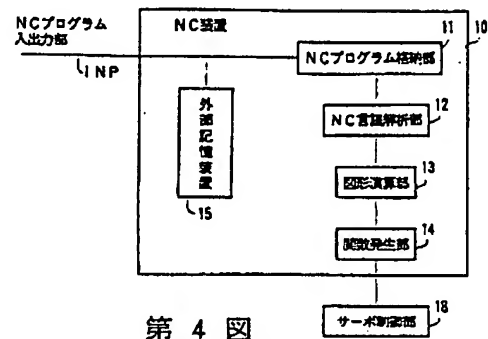 NCプログラム
入出力部
INP
NC装置
10
11
NCプログラム格納部
12
NC言語解析部
外部記憶装置
15
13
図形演算部
14
関数発生部
18
サーボ制御部
第 4 図